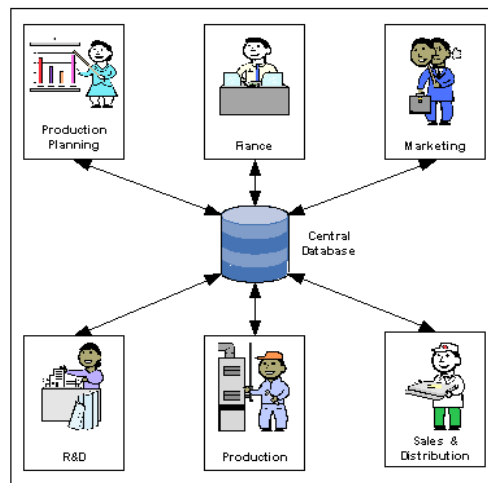 Production
Planning
Fiance
Marketing
Central
Database
R&D
Production
Sales &
Distribution